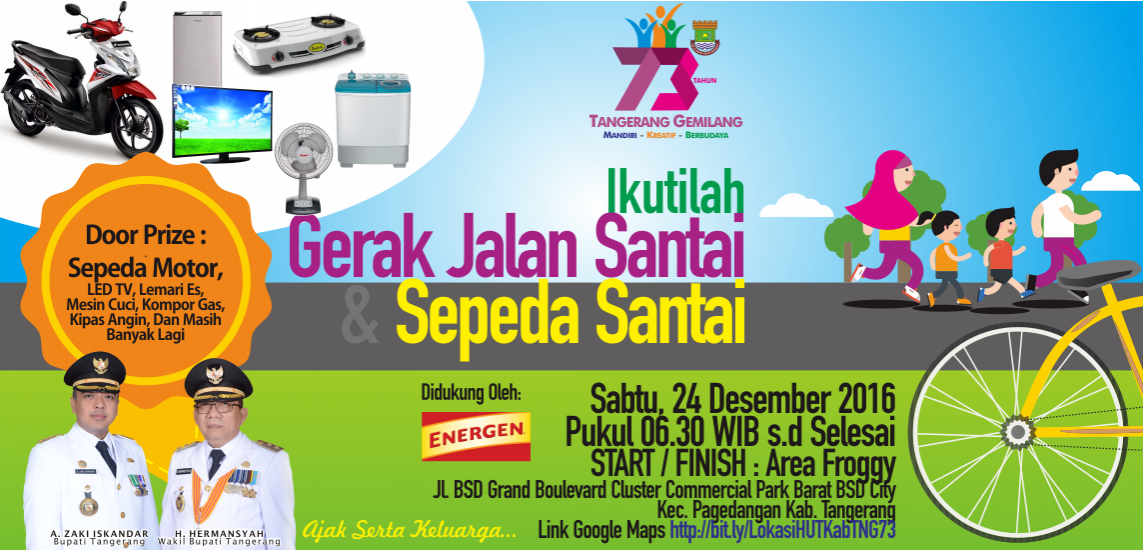 73
TAHUN
TANGERANG GEMILANG
MANDIRI - KREATIF - BERBUDAYA
Ikutilah
Gerak Jalan Santai
& Sepeda Santai
Door Prize :
Sepeda Motor,
LED TV, Lemari Es,
Mesin Cuci, Kompor Gas,
Kipas Angin, Dan Masih
Banyak Lagi
Didukung Oleh:
ENERGEN
Sabtu, 24 Desember 2016
Pukul 06.30 WIB s.d Selesai
START / FINISH : Area Froggy
JL BSD Grand Boulevard Cluster Commercial Park Barat BSD City
Kec. Pagedangan Kab. Tangerang
Link Google Maps http://bit.ly/LokasiHUTKabTNG73
A. ZAKI ISKANDAR
Bupati Tangerang
H. HERMANSYAH
Wakil Bupati Tangerang
Ajak Serta Keluarga...